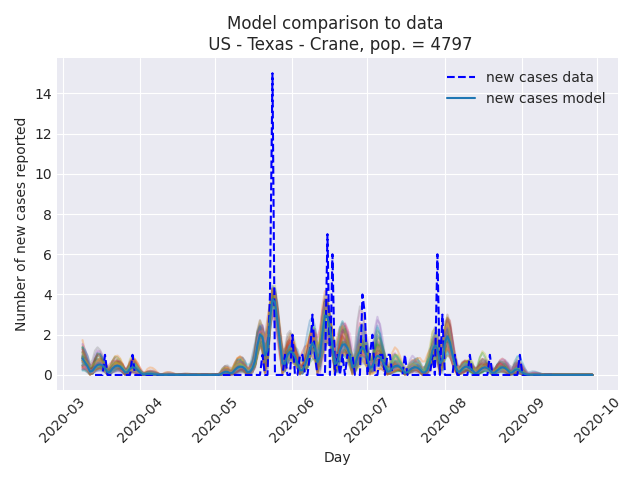 Model comparison to data
US - Texas - Crane, pop. = 4797
new cases data
new cases model
Number of new cases reported
14
12
10
8
6
4
2
0
2020-03
2020-04
2020-05
2020-06
2020-07
2020-08
2020-09
2020-10
Day